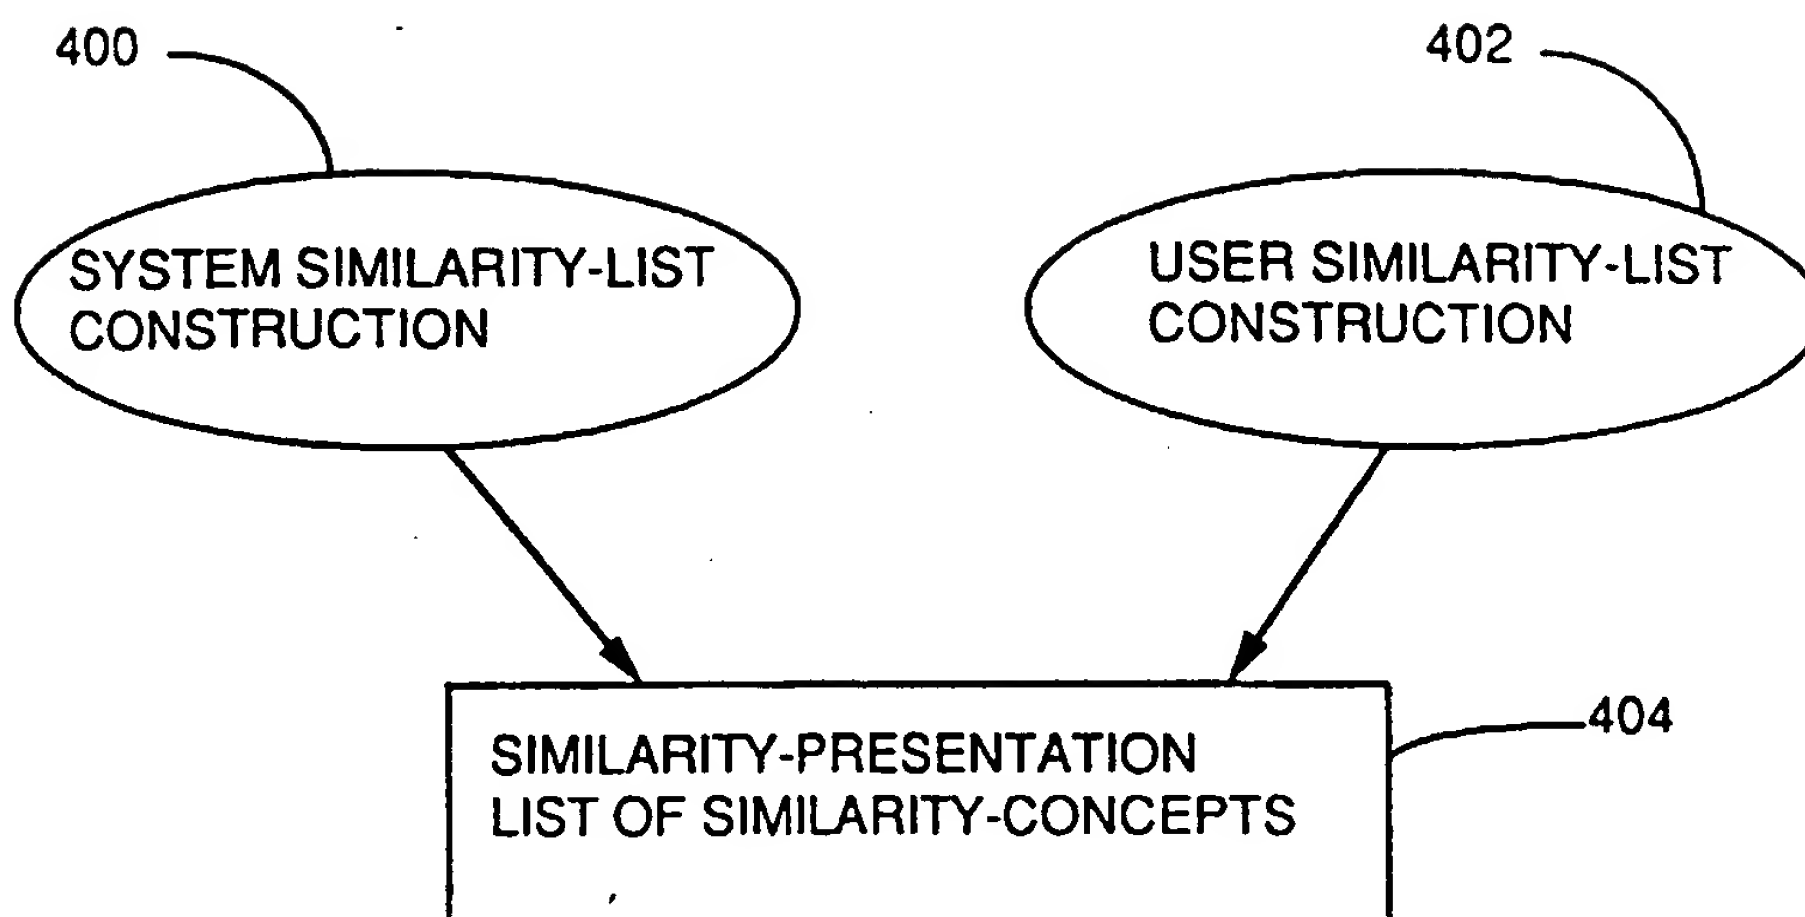 400
402
SYSTEM SIMILARITY-LIST
CONSTRUCTION
USER SIMILARITY-LIST
CONSTRUCTION
404
SIMILARITY-PRESENTATION
LIST OF SIMILARITY-CONCEPTS